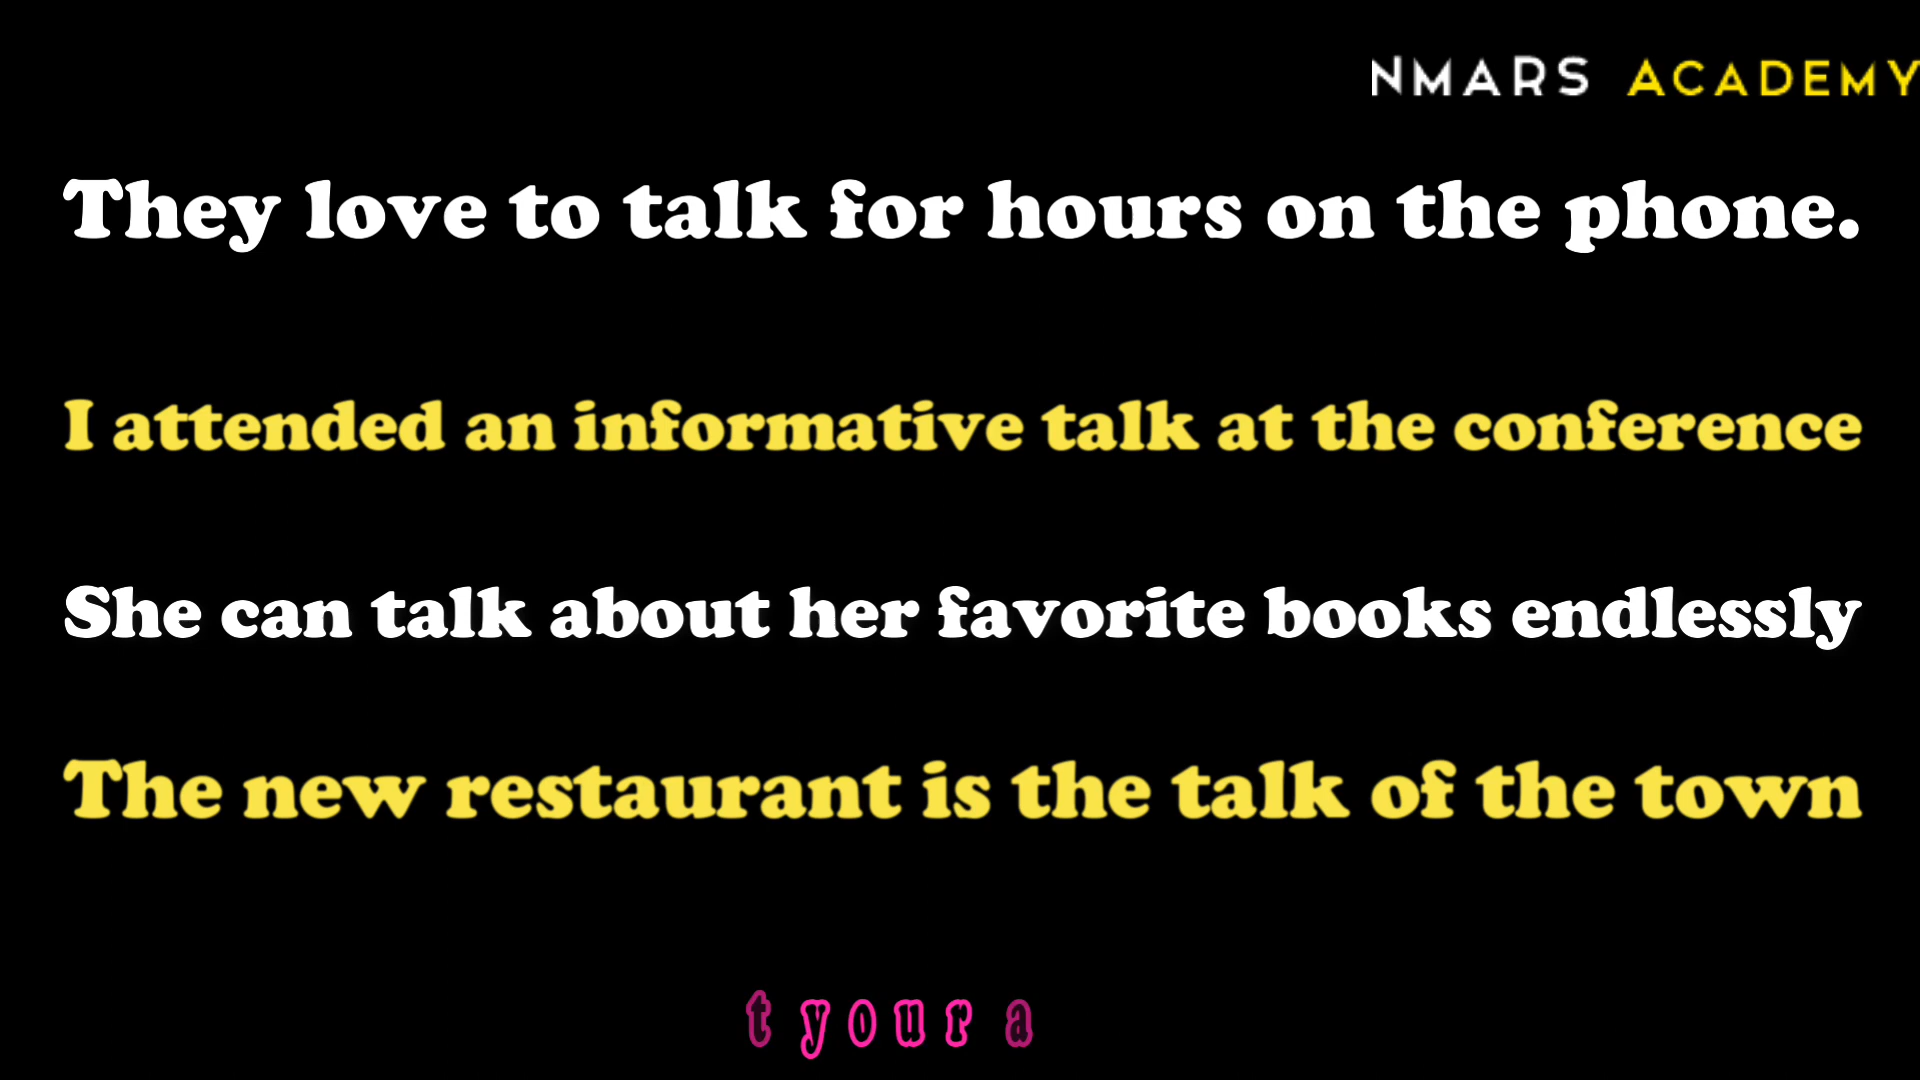 NMARS ACADEMY
They love to talk for hours on the phone.
I attended an informative talk at the conference
She can talk about her favorite books endlessly
The new restaurant is the talk of the town
t your a